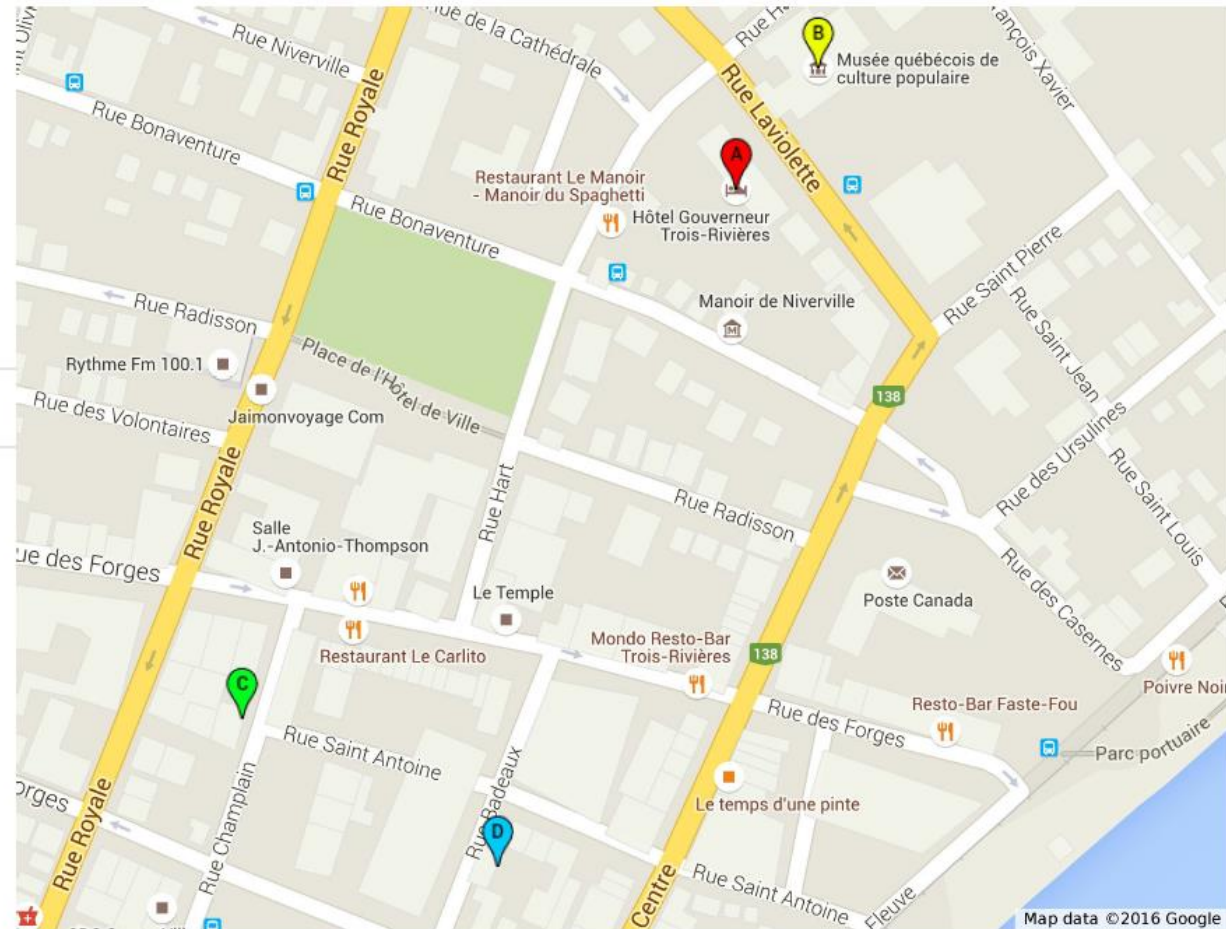 Rue Niverville
Rue de la Cathédrale
B
Musée québécois de
culture populaire
François Xavier
Rue Bonaventure
Rue Royale
Rue Laviolette
A
Restaurant Le Manoir
- Manoir du Spaghetti
Hôtel Gouverneur
Trois-Rivières
Rue Bonaventure
Rue Saint Pierre
Manoir de Niverville
M
Rue Radisson
Rue Saint Jean
Rythme Fm 100.1
Place de l'Hôtel de Ville
138
Jaimonvoyage Com
Rue des Volontaires
Rue des Ursulines
Rue Royale
Rue Hart
Rue Radisson
Rue Saint Louis
Salle
J.-Antonio-Thompson
ue des Forges
Rue des Casernes
Le Temple
Poste Canada
Mondo Resto-Bar
Trois-Rivières
138
Restaurant Le Carlito
C
Poivre Noir
Rue des Forges
Resto-Bar Faste-Fou
Rue Saint Antoine
Parc portuaire
Rue Badeaux
Le temps d'une pinte
orges
Rue Royale
Rue Champlain
D
Rue Saint Antoine
Centre
Fleuve
Map data ©2016 Google